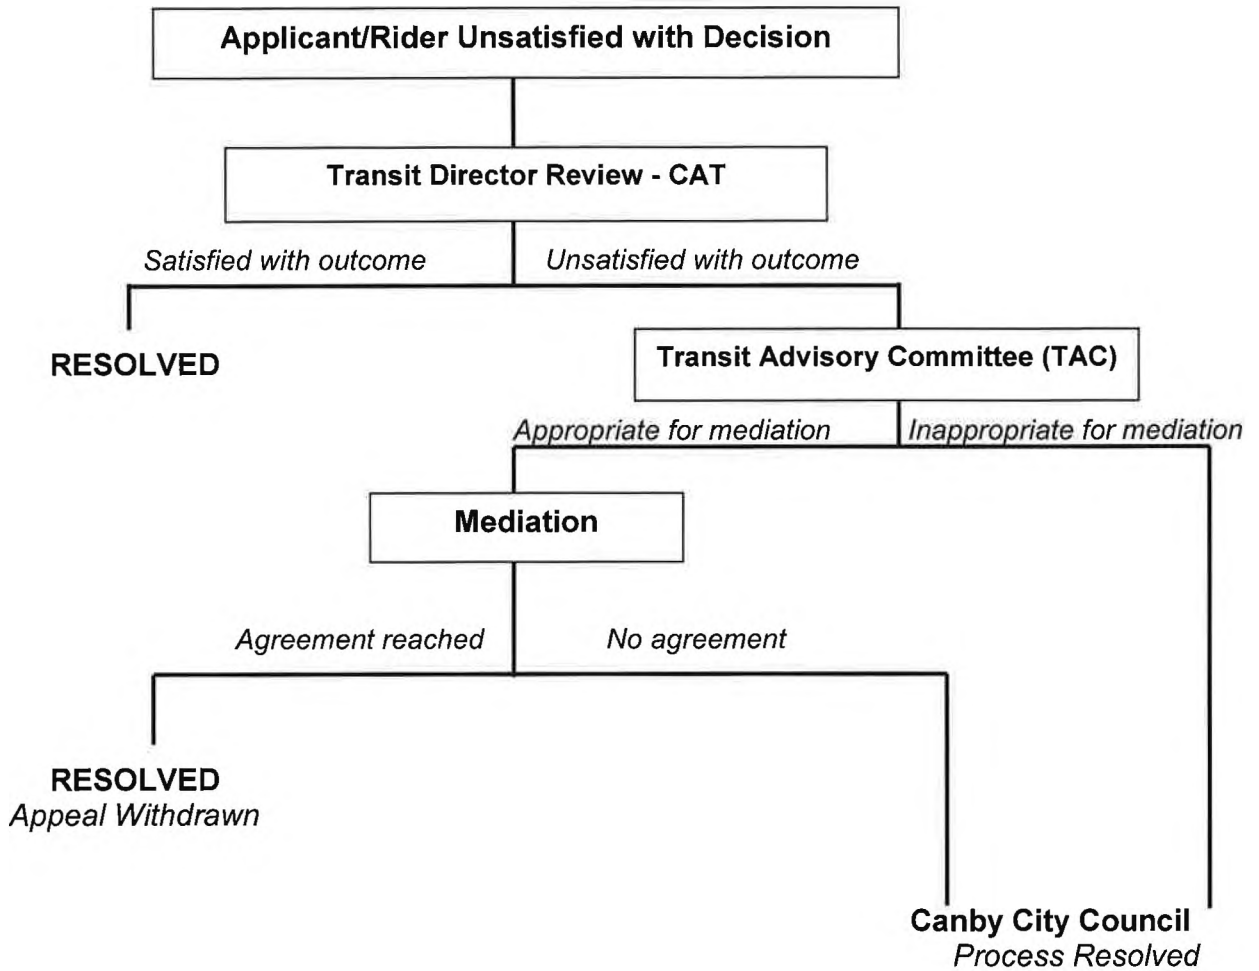 Applicant/Rider Unsatisfied with Decision
Transit Director Review - CAT
Satisfied with outcome
Unsatisfied with outcome
RESOLVED
Transit Advisory Committee (TAC)
Appropriate for mediation
Inappropriate for mediation
Mediation
Agreement reached
No agreement
RESOLVED
Appeal Withdrawn
Canby City Council
Process Resolved